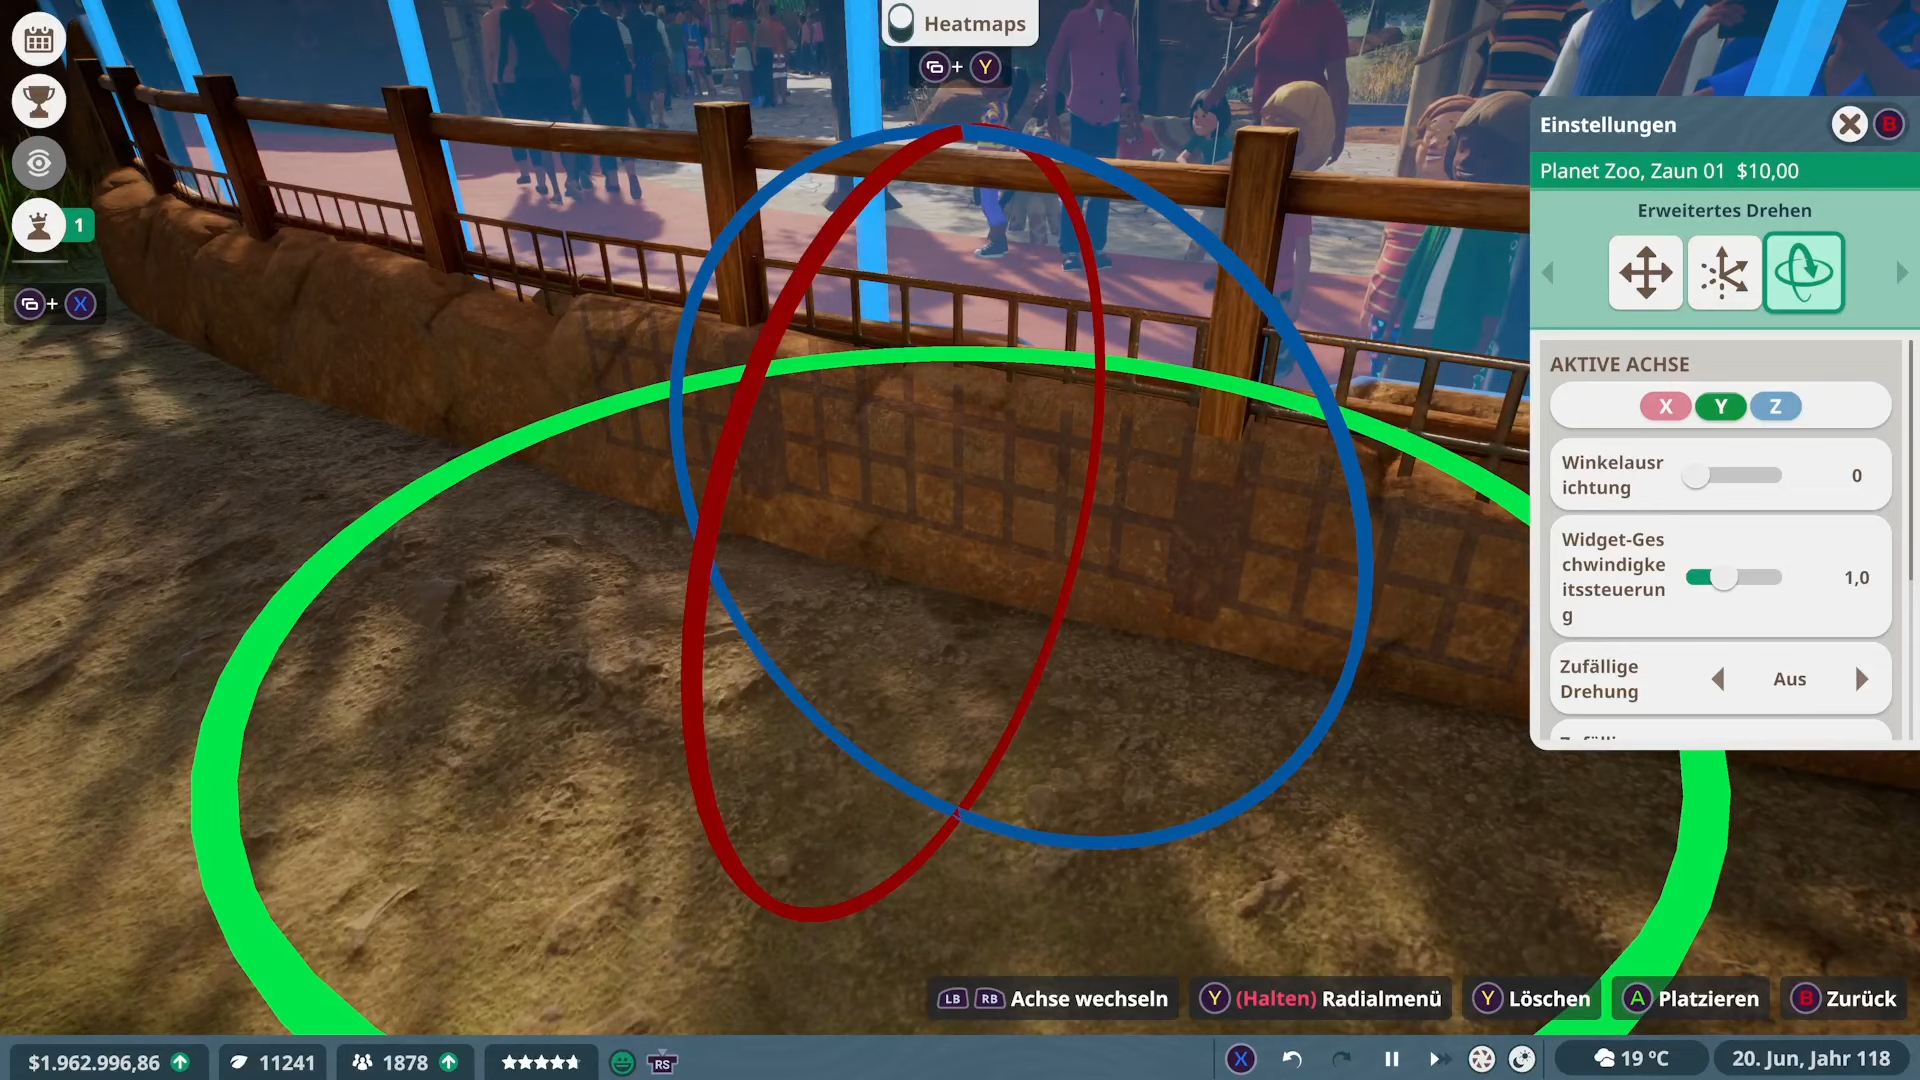 Heatmaps
+ Y
1
+ X
Einstellungen
B
Planet Zoo, Zaun 01 $10,00
Erweitertes Drehen
AKTIVE ACHSE
X Y Z
Winkelausr
ichtung
0
Widget-Ges
chwindigke
itssteuerun
g
1,0
Zufällige
Drehung
Aus
LB RB Achse wechseln
Y (Halten) Radialmenü
Y Löschen
A Platzieren
B Zurück
$1.962.996,86
11241
1878
RS
X
19 °C
20. Jun, Jahr 118